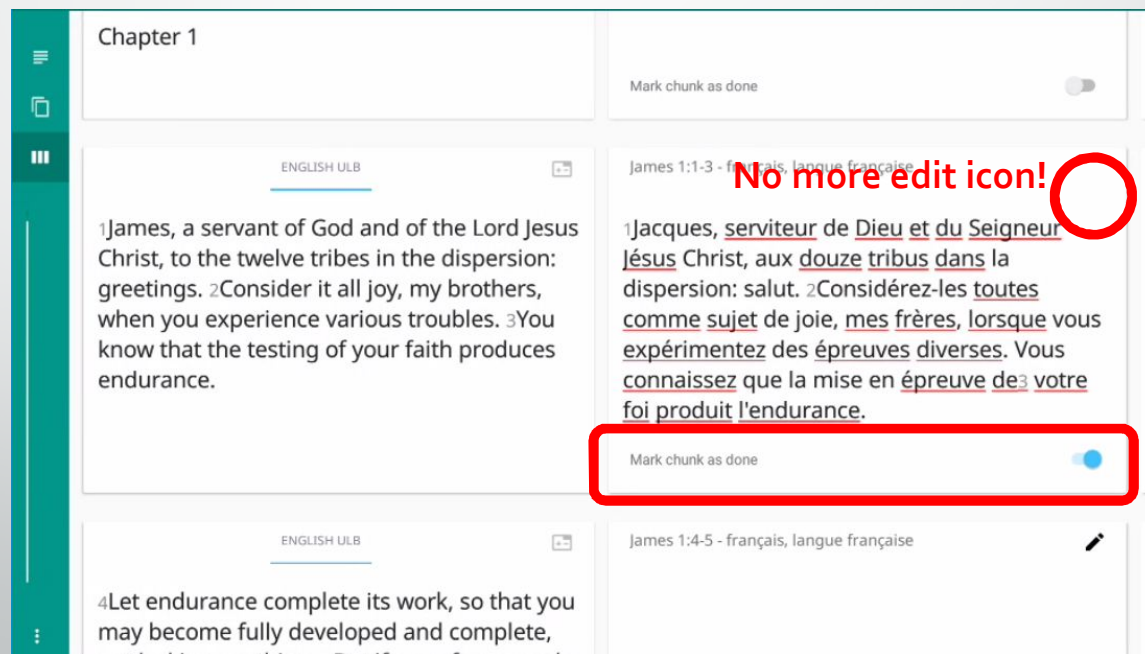 Chapter 1
Mark chunk as done
ENGLISH ULB
1James, a servant of God and of the Lord Jesus
Christ, to the twelve tribes in the dispersion:
greetings. 2Consider it all joy, my brothers,
when you experience various troubles. 3You
know that the testing of your faith produces
endurance.
James 1:1-3 - français, langue française
No more edit icon!
1Jacques, serviteur de Dieu et du Seigneur
Jésus Christ, aux douze tribus dans la
dispersion: salut. 2Considérez-les toutes
comme sujet de joie, mes frères, lorsque vous
expérimentez des épreuves diverses. Vous
connaissez que la mise en épreuve de3 votre
foi produit l'endurance.
Mark chunk as done
ENGLISH ULB
4Let endurance complete its work, so that you
may become fully developed and complete,
James 1:4-5 - français, langue française